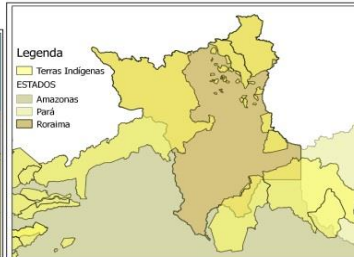 Legenda
Terras Indígenas
ESTADOS
Amazonas
Pará
Roraima